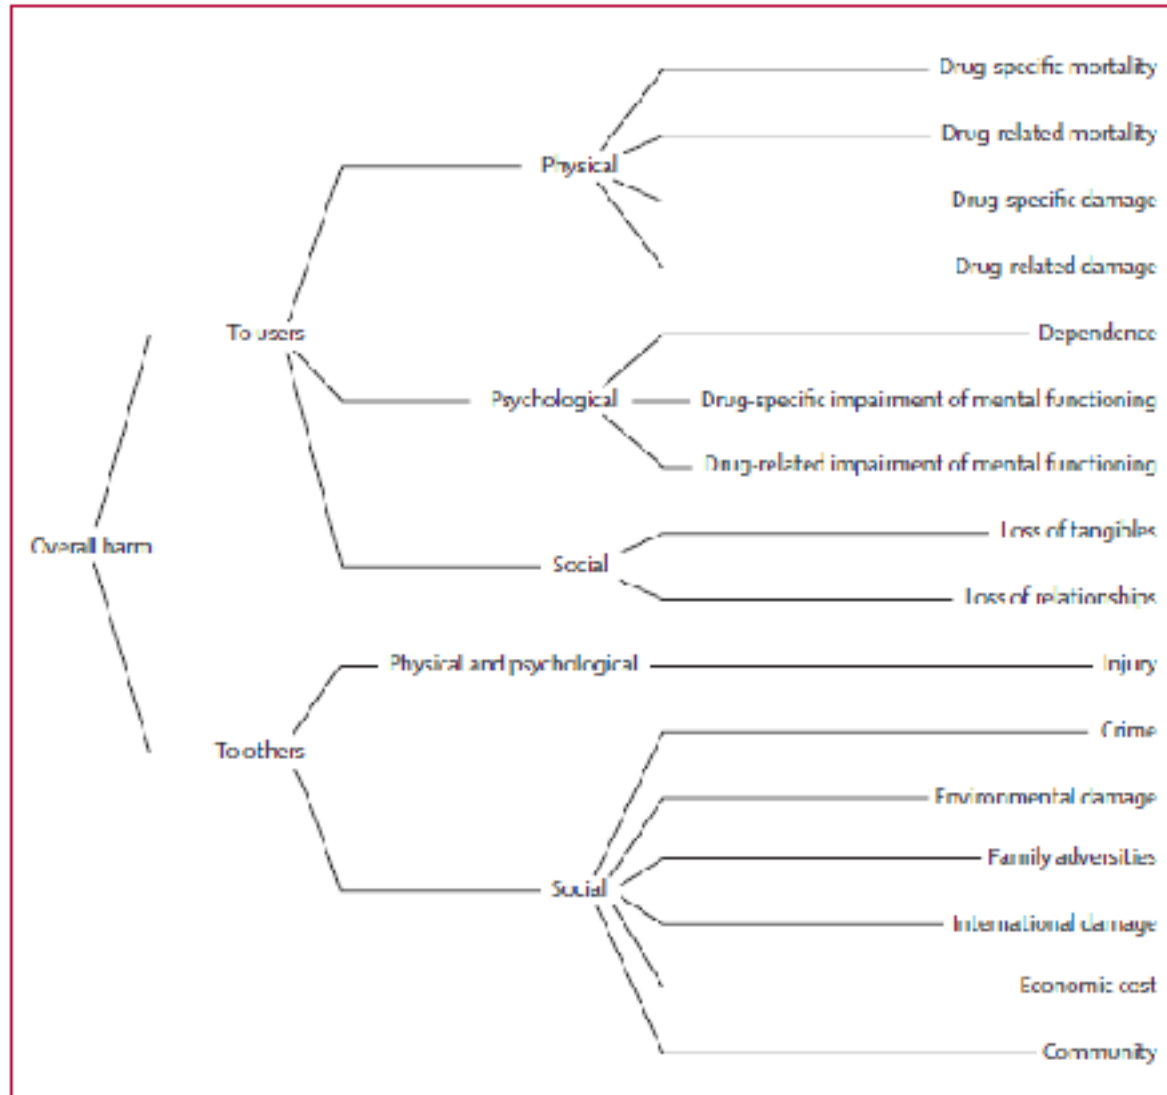 Drug-specific mortality
Drug-related mortality
Physical
Drug-specific damage
Drug-related damage
To users
Dependence
Psychological
Drug-specific impairment of mental functioning
Drug-related impairment of mental functioning
Loss of tangibles
Overall harm
Social
Loss of relationships
Physical and psychological
Injury
Crime
To others
Environmental damage
Family adversities
Social
International damage
Economic cost
Community